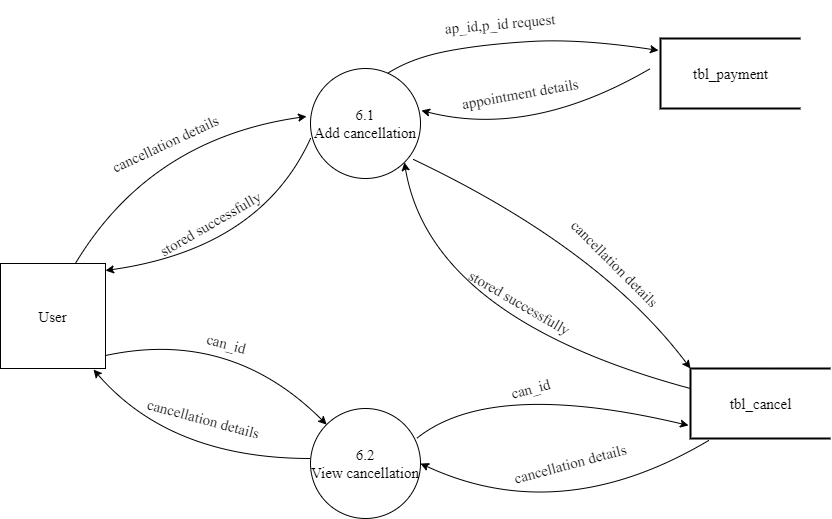 ap_id,p_id request
tbl_payment
appointment details
6.1
Add cancellation
cancellation details
stored successfully
cancellation details
stored successfully
User
can_id
cancellation details
can_id
tbl_cancel
6.2
View cancellation
cancellation details